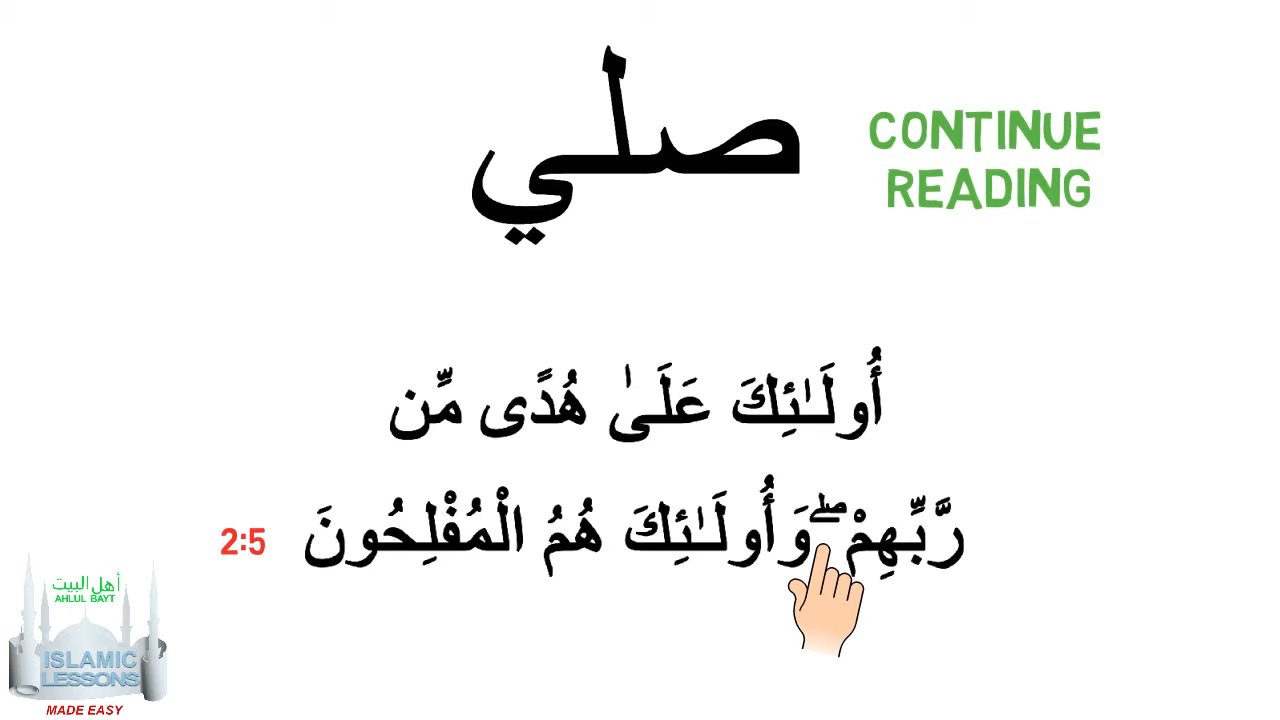 صلي
CONTINUE
READING
أُولَـٰئِكَ عَلَىٰ هُدًى مِّن
رَّبِّهِمْ ۖ وَأُولَـٰئِكَ هُمُ الْمُفْلِحُونَ
2:5
أهل البيت
AHLUL BAYT
ISLAMIC
LESSONS
MADE EASY